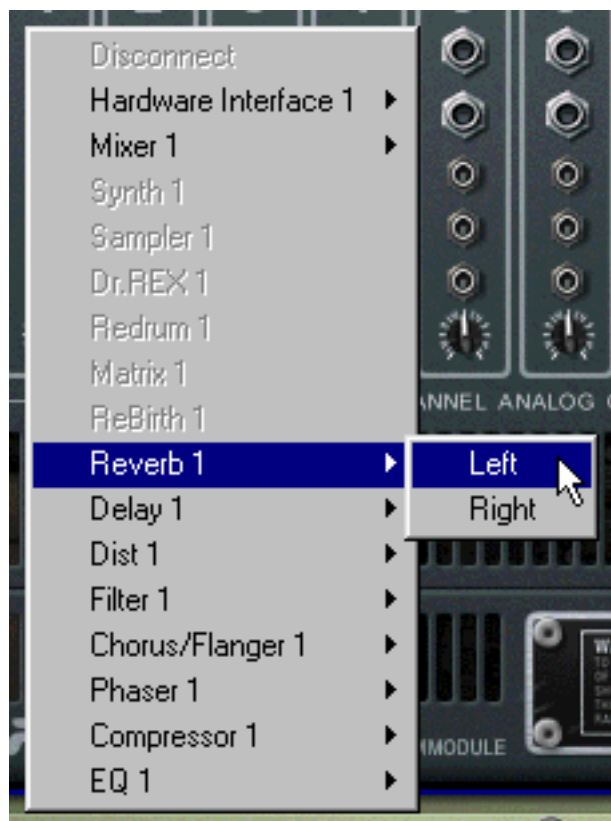 Disconnect
Hardware Interface 1
Mixer 1
Synth 1
Sampler 1
Dr.REX 1
Redrum 1
Matrix 1
ReBirth 1
Reverb 1
Left
Right
Delay 1
Dist 1
Filter 1
Chorus/Flanger 1
Phaser 1
Compressor 1
EQ 1
ANALOG